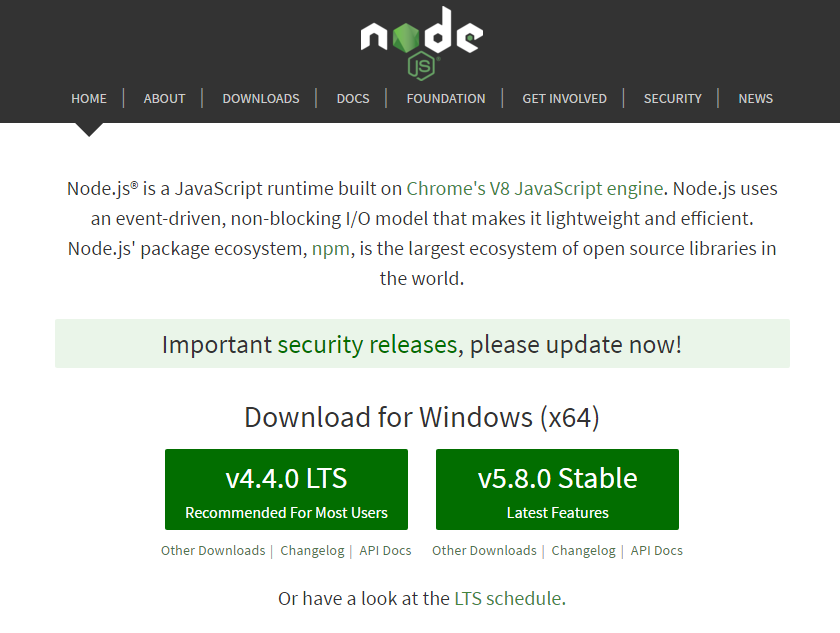 node
JS
HOME | ABOUT | DOWNLOADS | DOCS | FOUNDATION | GET INVOLVED | SECURITY | NEWS
Node.js® is a JavaScript runtime built on Chrome's V8 JavaScript engine. Node.js uses
an event-driven, non-blocking I/O model that makes it lightweight and efficient.
Node.js' package ecosystem, npm, is the largest ecosystem of open source libraries in
the world.
Important security releases, please update now!
Download for Windows (x64)
v4.4.0 LTS
Recommended For Most Users
v5.8.0 Stable
Latest Features
Other Downloads | Changelog | API Docs
Other Downloads | Changelog | API Docs
Or have a look at the LTS schedule.